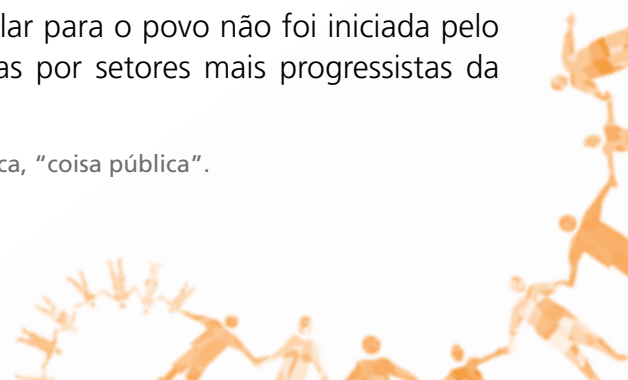 lar para o povo não foi iniciada pelo
as por setores mais progressistas da
ca, “coisa pública”.